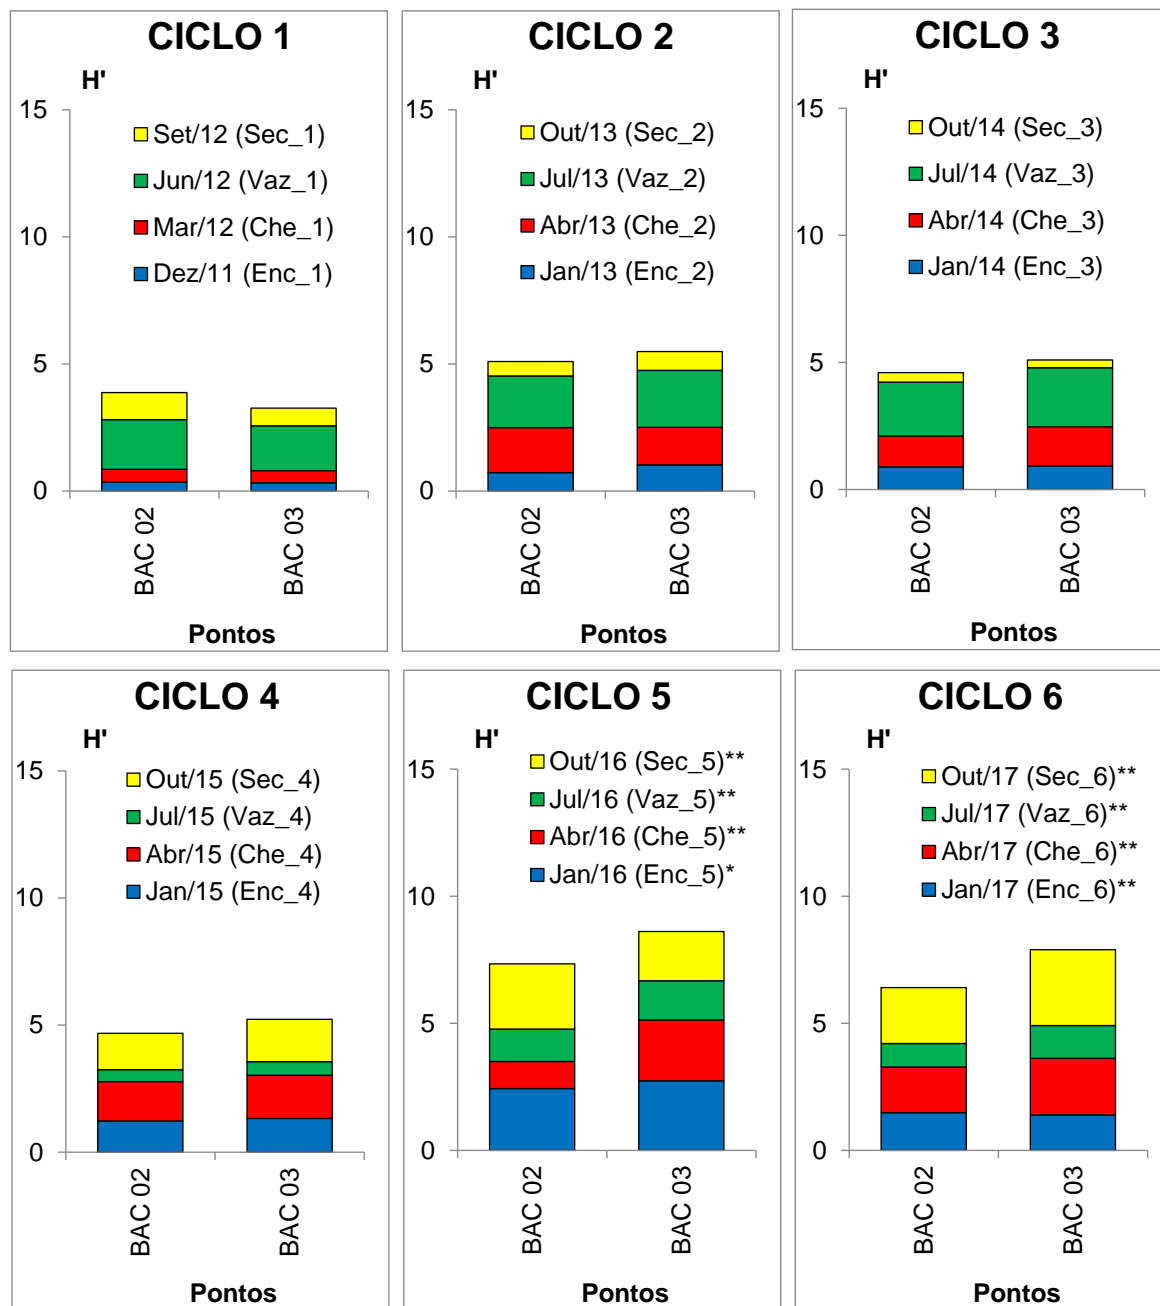 CICLO 1
H'
15
Set/12 (Sec_1)
Jun/12 (Vaz_1)
Mar/12 (Che_1)
Dez/11 (Enc_1)
10
5
0
BAC 02
BAC 03
Pontos
CICLO 2
H'
15
Out/13 (Sec_2)
Jul/13 (Vaz_2)
Abr/13 (Che_2)
Jan/13 (Enc_2)
10
5
0
BAC 02
BAC 03
Pontos
CICLO 3
H'
15
Out/14 (Sec_3)
Jul/14 (Vaz_3)
Abr/14 (Che_3)
Jan/14 (Enc_3)
10
5
0
BAC 02
BAC 03
Pontos
CICLO 4
H'
15
Out/15 (Sec_4)
Jul/15 (Vaz_4)
Abr/15 (Che_4)
Jan/15 (Enc_4)
10
5
0
BAC 02
BAC 03
Pontos
CICLO 5
H'
15
Out/16 (Sec_5)**
Jul/16 (Vaz_5)**
Abr/16 (Che_5)**
Jan/16 (Enc_5)*
10
5
0
BAC 02
BAC 03
Pontos
CICLO 6
H'
15
Out/17 (Sec_6)**
Jul/17 (Vaz_6)**
Abr/17 (Che_6)**
Jan/17 (Enc_6)**
10
5
0
BAC 02
BAC 03
Pontos